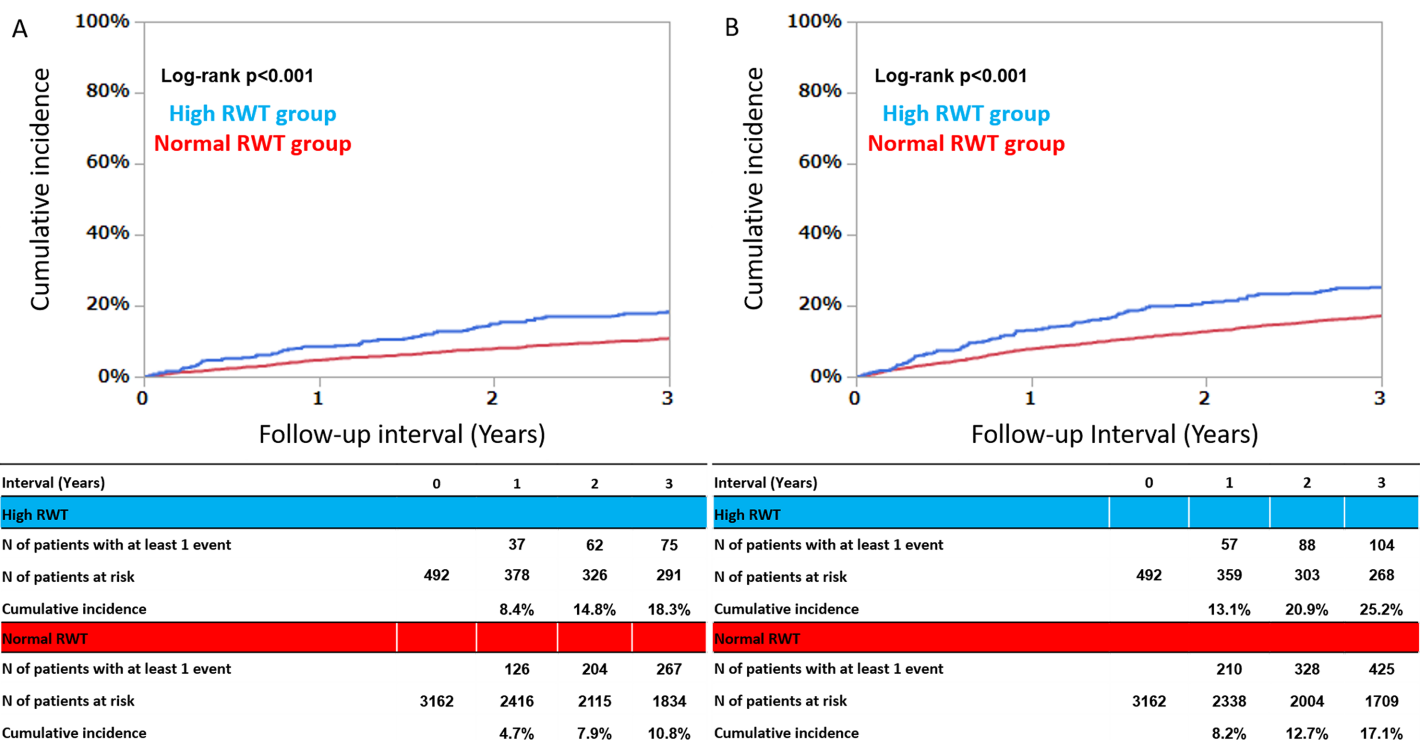 A
100%
80%
60%
40%
20%
0%
Cumulative incidence
Log-rank p<0.001
High RWT group
Normal RWT group
0 1 2 3
Follow-up interval (Years)
B
100%
80%
60%
40%
20%
0%
Cumulative incidence
Log-rank p<0.001
High RWT group
Normal RWT group
0 1 2 3
Follow-up Interval (Years)
Interval (Years) 0 1 2 3
High RWT
N of patients with at least 1 event 37 62 75
N of patients at risk 492 378 326 291
Cumulative incidence 8.4% 14.8% 18.3%
Normal RWT
N of patients with at least 1 event 126 204 267
N of patients at risk 3162 2416 2115 1834
Cumulative incidence 4.7% 7.9% 10.8%
Interval (Years) 0 1 2 3
High RWT
N of patients with at least 1 event 57 88 104
N of patients at risk 492 359 303 268
Cumulative incidence 13.1% 20.9% 25.2%
Normal RWT
N of patients with at least 1 event 210 328 425
N of patients at risk 3162 2338 2004 1709
Cumulative incidence 8.2% 12.7% 17.1%